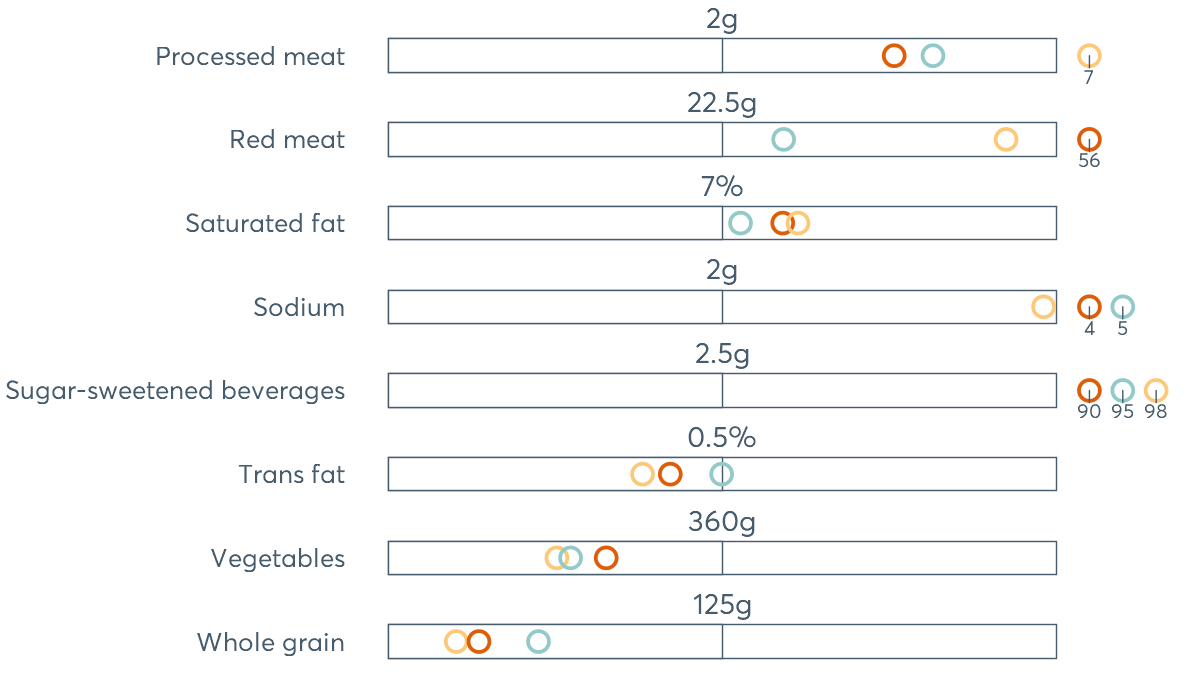 2g
Processed meat
7
22.5g
Red meat
56
7%
Saturated fat
2g
Sodium
4 5
2.5g
Sugar-sweetened beverages
90 95 98
0.5%
Trans fat
360g
Vegetables
125g
Whole grain